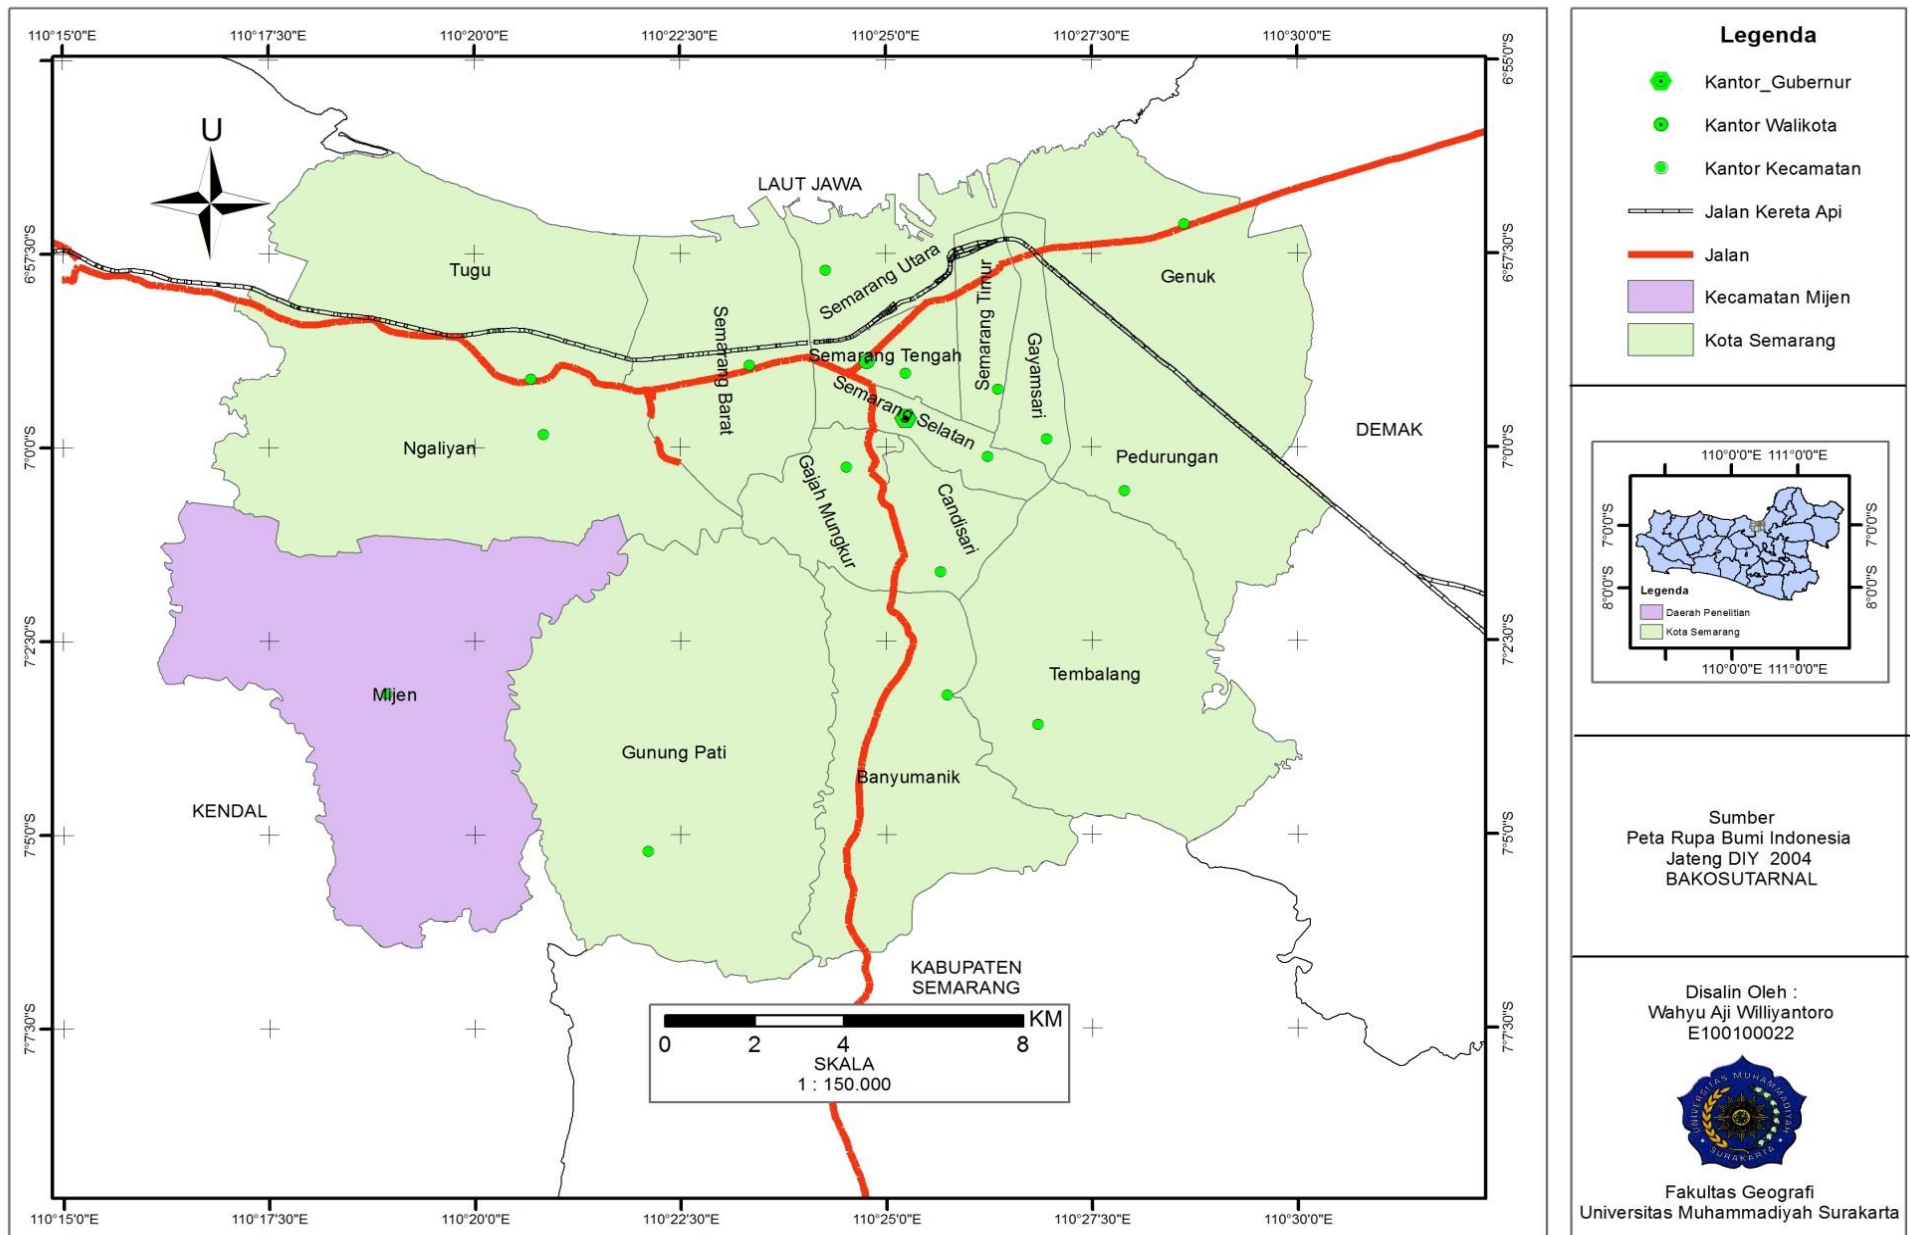 110°15'0"E 110°17'30"E 110°20'0"E 110°22'30"E 110°25'0"E 110°27'30"E 110°30'0"E
6°55'0"S
U
LAUT JAWA
6°57'30"S
6°57'30"S
Tugu
Semarang Utara
Semarang Timur
Genuk
Semarang Barat
Semarang Tengah
Gayamsari
Semarang Selatan
DEMAK
7°0'0"S
7°0'0"S
Ngaliyan
Pedurungan
Gajah Mungkur
Candisari
7°2'30"S
7°2'30"S
Mijen
Tembalang
Gunung Pati
Banyumanik
KENDAL
7°5'0"S
7°5'0"S
KABUPATEN
SEMARANG
7°7'30"S
7°7'30"S
KM
0 2 4 8
SKALA
1 : 150.000
110°15'0"E 110°17'30"E 110°20'0"E 110°22'30"E 110°25'0"E 110°27'30"E 110°30'0"E
Legenda
Kantor_Gubernur
Kantor Walikota
Kantor Kecamatan
Jalan Kereta Api
Jalan
Kecamatan Mijen
Kota Semarang
110°0'0"E 111°0'0"E
7°0'0"S
7°0'0"S
8°0'0"S
8°0'0"S
Legenda
Daerah Penelitian
Kota Semarang
110°0'0"E 111°0'0"E
Sumber
Peta Rupa Bumi Indonesia
Jateng DIY 2004
BAKOSUTARNAL
Disalin Oleh :
Wahyu Aji Williyantoro
E100100022
UNIVERSITAS MUHAMMADIYAH
SURAKARTA
Fakultas Geografi
Universitas Muhammadiyah Surakarta